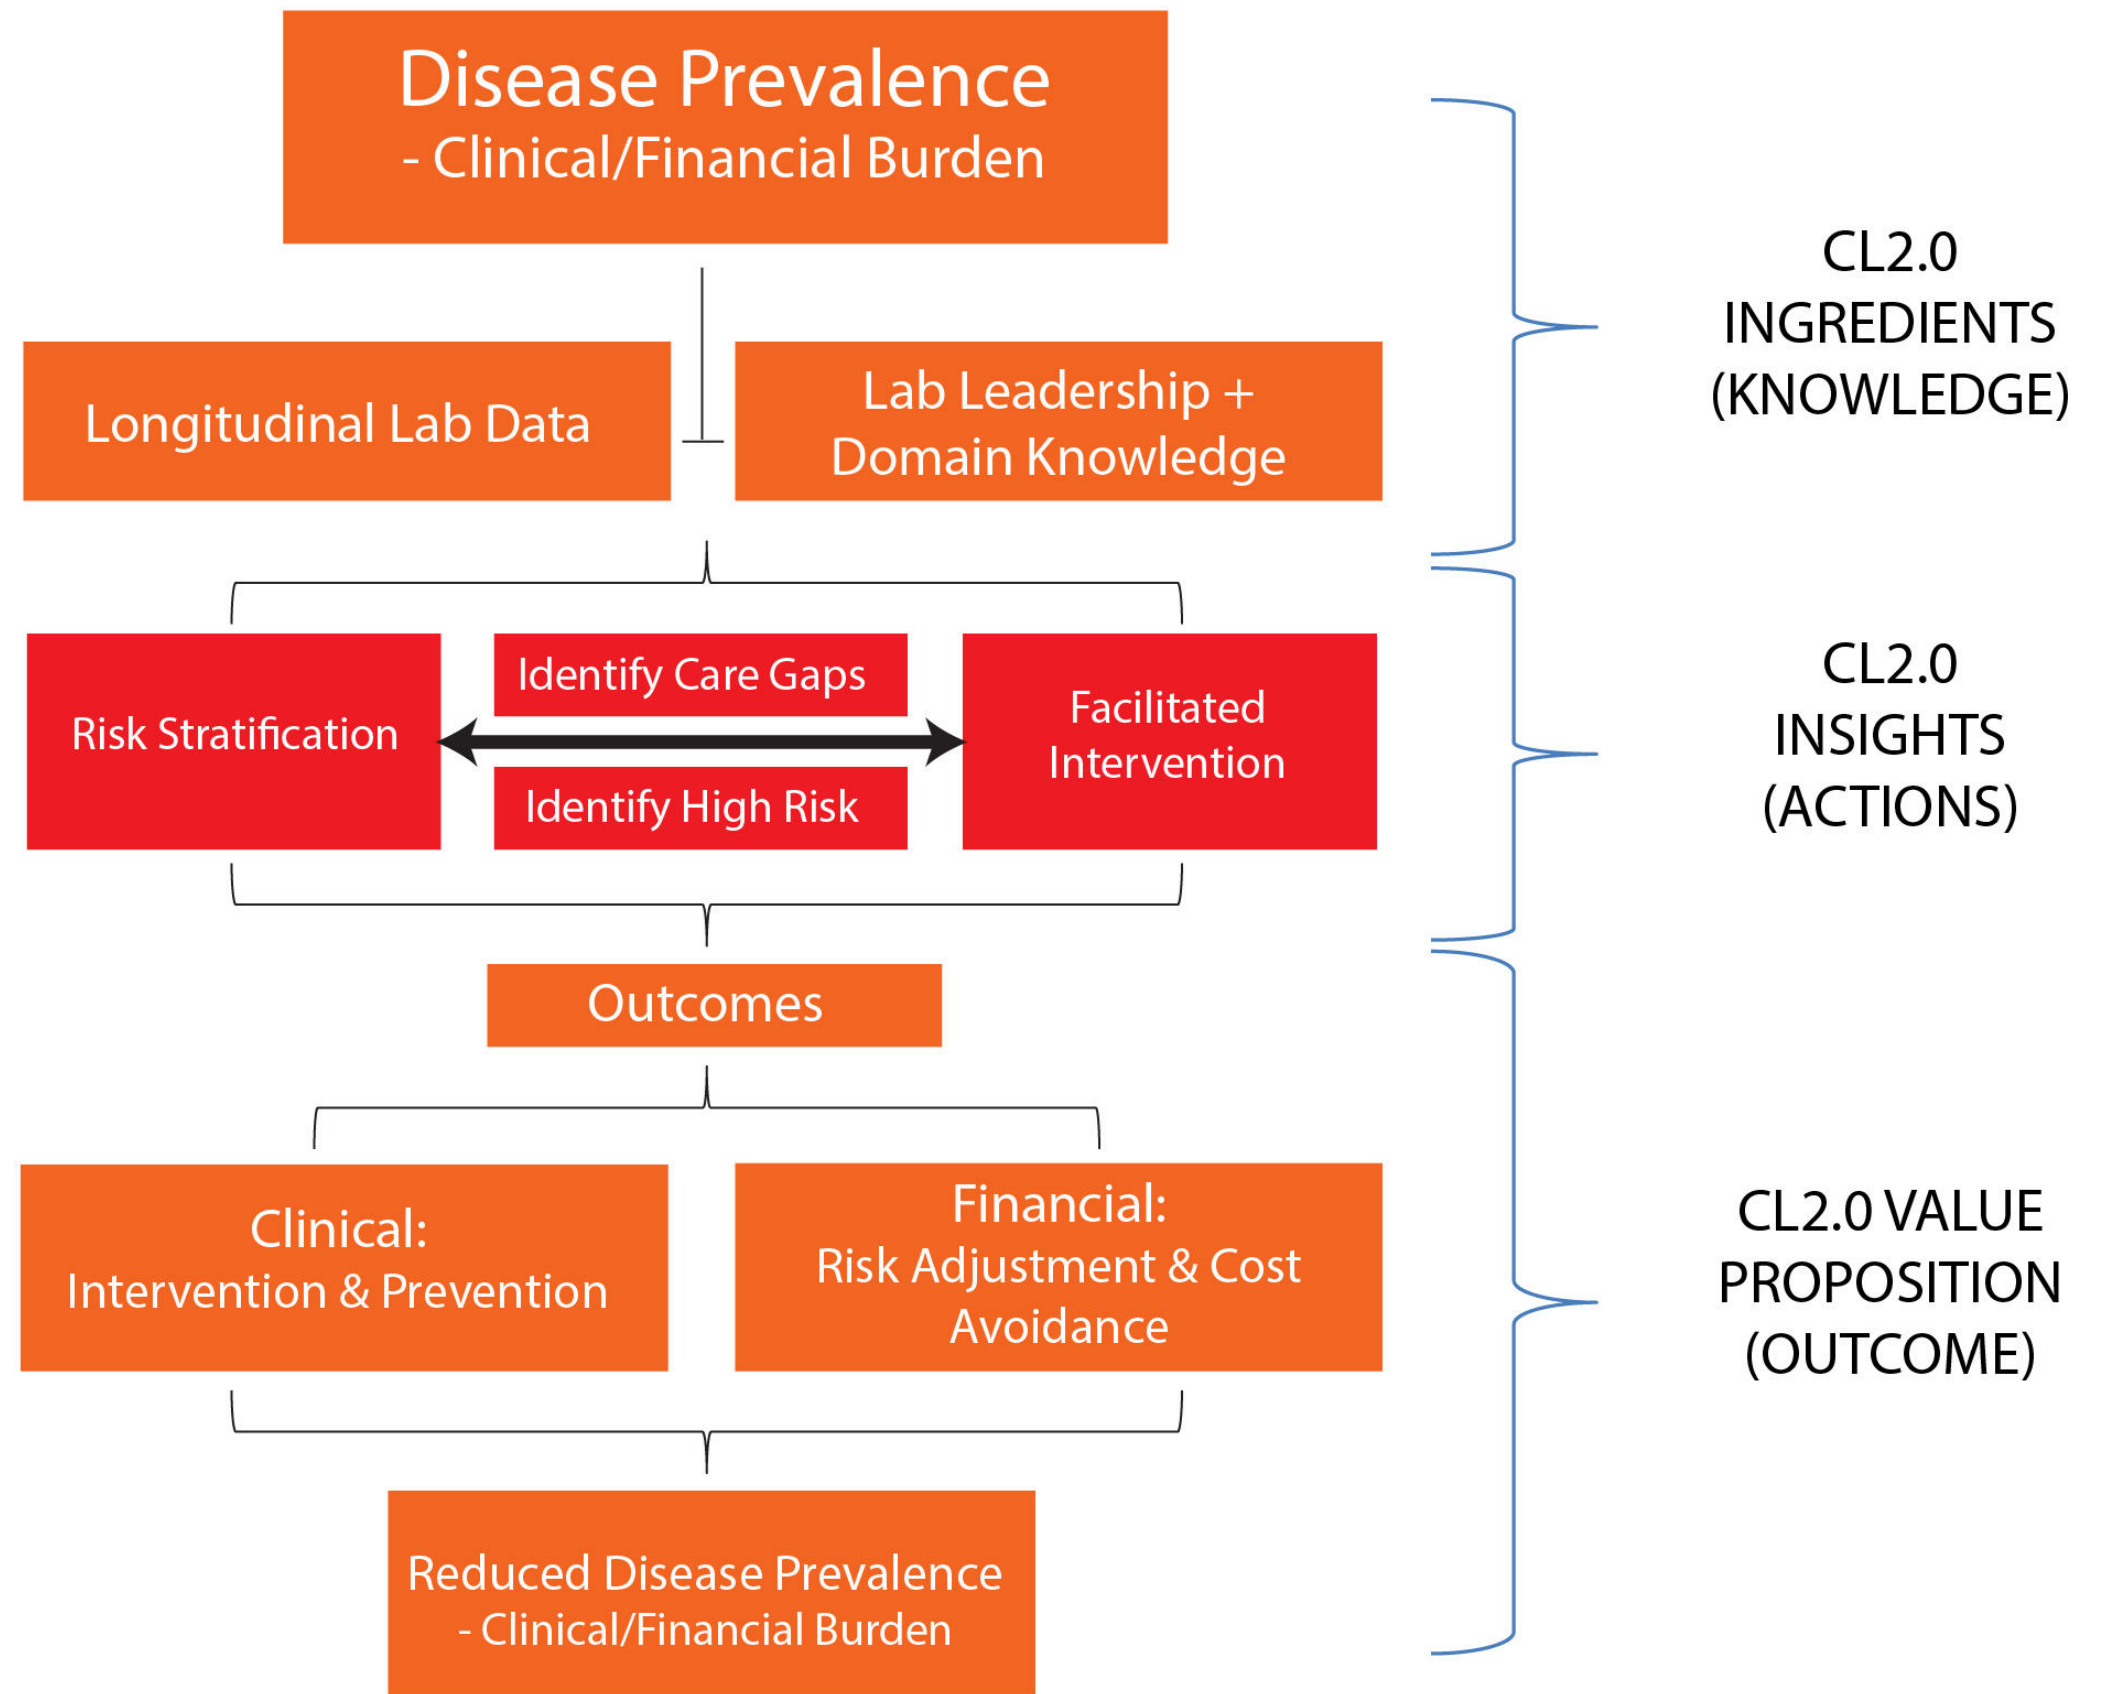 Disease Prevalence
- Clinical/Financial Burden
Longitudinal Lab Data
Lab Leadership +
Domain Knowledge
CL2.0
INGREDIENTS
(KNOWLEDGE)
Risk Stratification
Identify Care Gaps
Identify High Risk
Facilitated
Intervention
CL2.0
INSIGHTS
(ACTIONS)
Outcomes
Clinical:
Intervention & Prevention
Financial:
Risk Adjustment & Cost
Avoidance
Reduced Disease Prevalence
- Clinical/Financial Burden
CL2.0 VALUE
PROPOSITION
(OUTCOME)